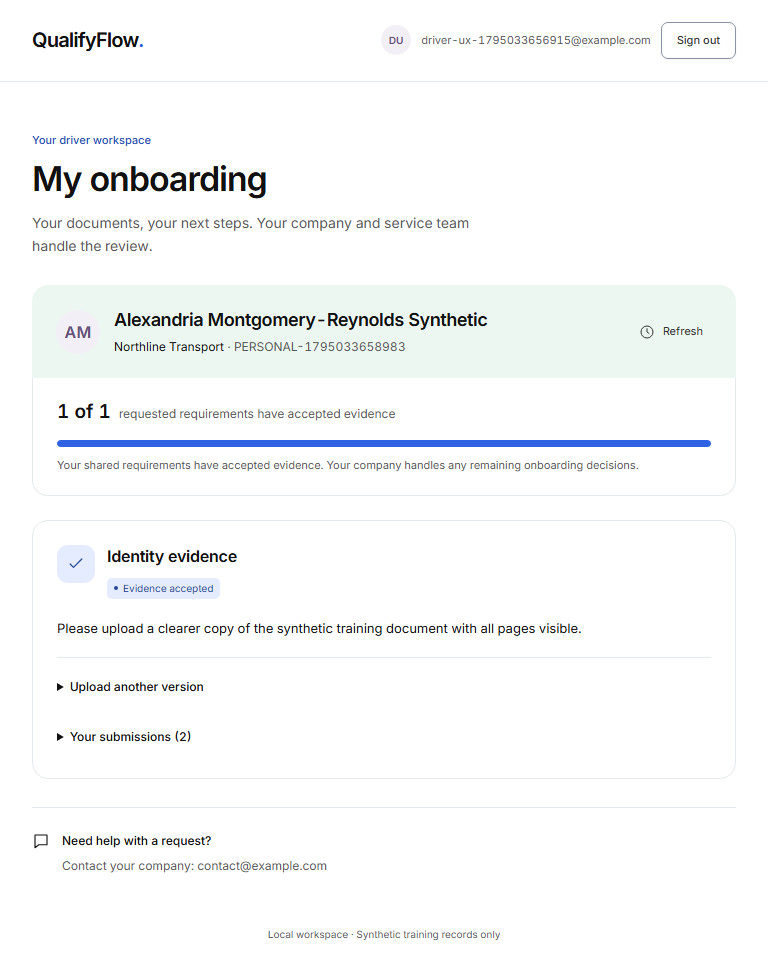 QualifyFlow.
DU
driver-ux-1795033656915@example.com
Sign out
Your driver workspace
My onboarding
Your documents, your next steps. Your company and service team
handle the review.
AM
Alexandria Montgomery-Reynolds Synthetic
Northline Transport · PERSONAL-1795033658983
Refresh
1 of 1 requested requirements have accepted evidence
Your shared requirements have accepted evidence. Your company handles any remaining onboarding decisions.
Identity evidence
Evidence accepted
Please upload a clearer copy of the synthetic training document with all pages visible.
Upload another version
Your submissions (2)
Need help with a request?
Contact your company: contact@example.com
Local workspace · Synthetic training records only